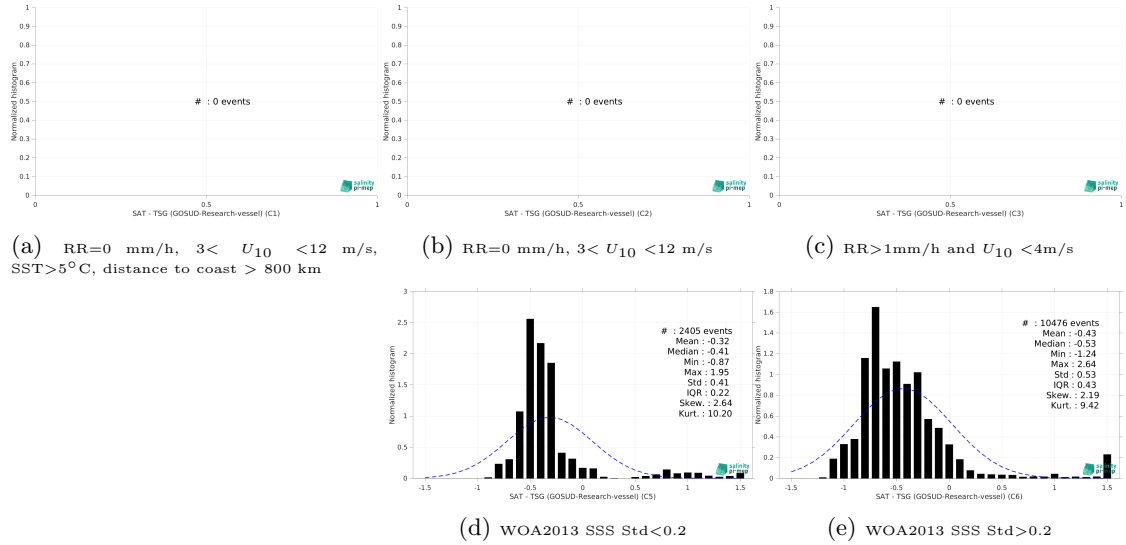 1
0.9
0.8
0.7
0.6
0.5
0.4
0.3
0.2
0.1
0
Normalized histogram
# : 0 events
salinity
pi-mep
0 0.5 1
SAT - TSG (GOSUD-Research-vessel) (C1)
1
0.9
0.8
0.7
0.6
0.5
0.4
0.3
0.2
0.1
0
Normalized histogram
# : 0 events
salinity
pi-mep
0 0.5 1
SAT - TSG (GOSUD-Research-vessel) (C2)
1
0.9
0.8
0.7
0.6
0.5
0.4
0.3
0.2
0.1
0
Normalized histogram
# : 0 events
salinity
pi-mep
0 0.5 1
SAT - TSG (GOSUD-Research-vessel) (C3)
(a) RR=0 mm/h, 3< U10 <12 m/s,
SST>5°C, distance to coast > 800 km
(b) RR=0 mm/h, 3< U10 <12 m/s
(c) RR>1mm/h and U10 <4m/s
3
2.5
2
1.5
1
0.5
0
Normalized histogram
# : 2405 events
Mean : -0.32
Median : -0.41
Min : -0.87
Max : 1.95
Std : 0.41
IQR : 0.22
Skew. : 2.64
Kurt. : 10.20
salinity
pi-mep
-1.5 -1 -0.5 0 0.5 1 1.5
SAT - TSG (GOSUD-Research-vessel) (C5)
1.8
1.6
1.4
1.2
1
0.8
0.6
0.4
0.2
0
Normalized histogram
# : 10476 events
Mean : -0.43
Median : -0.53
Min : -1.24
Max : 2.64
Std : 0.53
IQR : 0.43
Skew. : 2.19
Kurt. : 9.42
salinity
pi-mep
-1.5 -1 -0.5 0 0.5 1 1.5
SAT - TSG (GOSUD-Research-vessel) (C6)
(d) WOA2013 SSS Std<0.2
(e) WOA2013 SSS Std>0.2